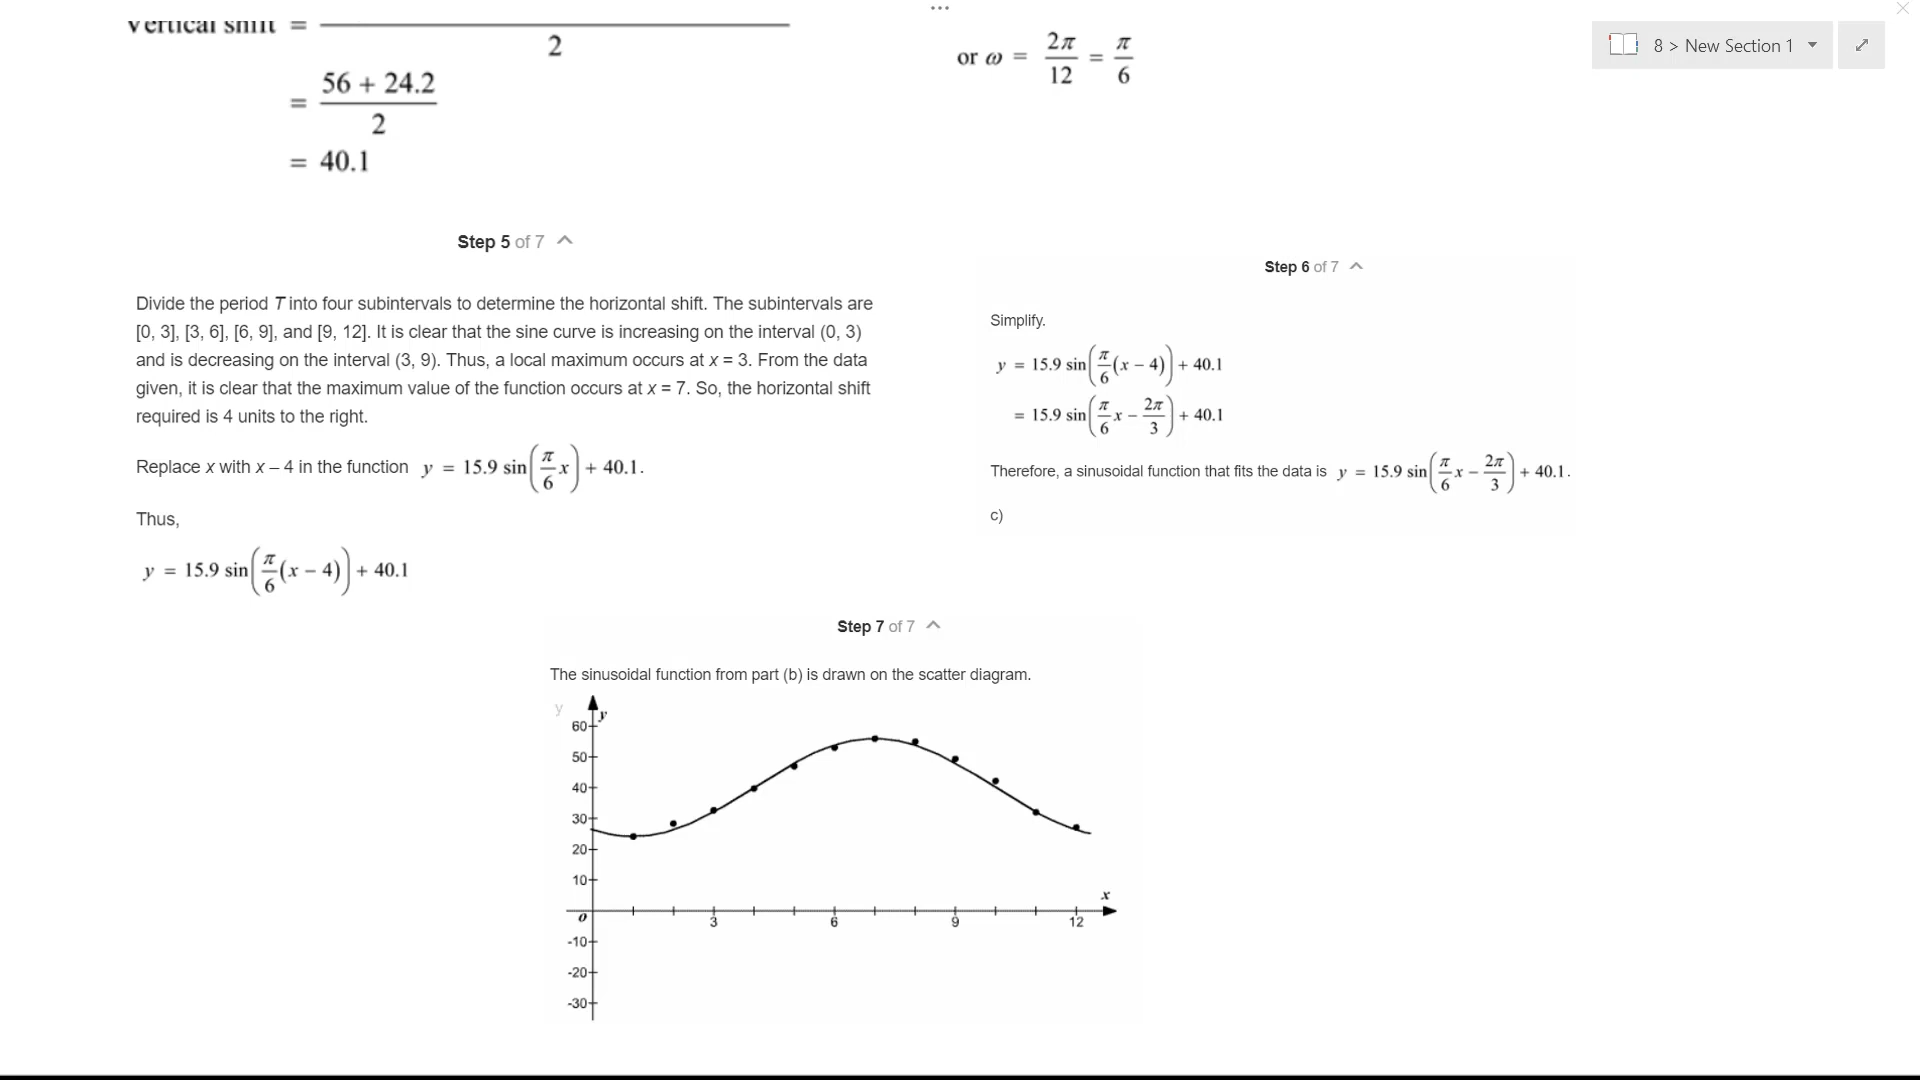 Vertical shift = 
2
= (56 + 24.2)/2
= 40.1
or ω = 2π/12 = π/6
8 > New Section 1
Step 5 of 7
Divide the period T into four subintervals to determine the horizontal shift. The subintervals are
[0, 3], [3, 6], [6, 9], and [9, 12]. It is clear that the sine curve is increasing on the interval (0, 3)
and is decreasing on the interval (3, 9). Thus, a local maximum occurs at x = 3. From the data
given, it is clear that the maximum value of the function occurs at x = 7. So, the horizontal shift
required is 4 units to the right.
Replace x with x – 4 in the function y = 15.9 sin(π/6 x) + 40.1.
Thus,
y = 15.9 sin(π/6 (x – 4)) + 40.1
Step 6 of 7
Simplify.
y = 15.9 sin(π/6 (x – 4)) + 40.1
= 15.9 sin(π/6 x – 2π/3) + 40.1
Therefore, a sinusoidal function that fits the data is y = 15.9 sin(π/6 x – 2π/3) + 40.1.
c)
Step 7 of 7
The sinusoidal function from part (b) is drawn on the scatter diagram.
y
y
60
50
40
30
20
10
x
o
3 6 9 12
-10
-20
-30